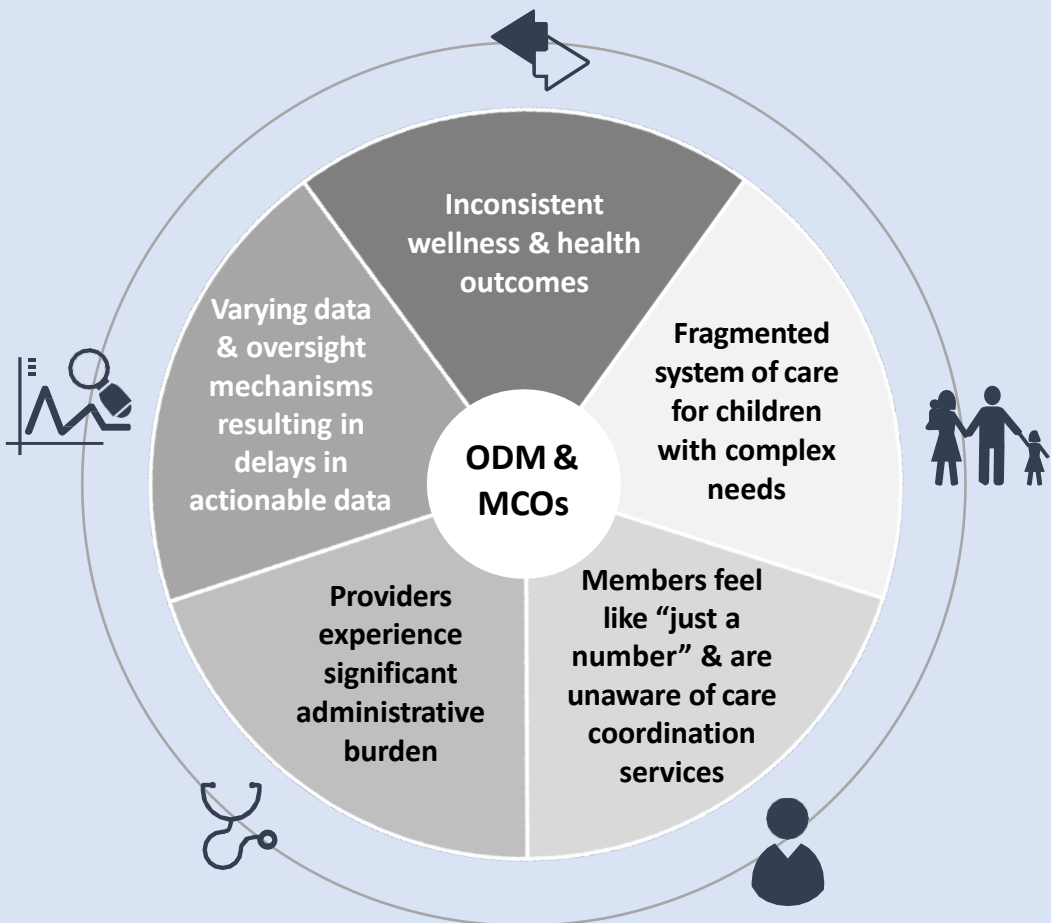 Inconsistent
wellness & health
outcomes
Fragmented
system of care
for children
with complex
needs
Members feel
like “just a
number” & are
unaware of care
coordination
services
Providers
experience
significant
administrative
burden
Varying data
& oversight
mechanisms
resulting in
delays in
actionable data
ODM &
MCOs